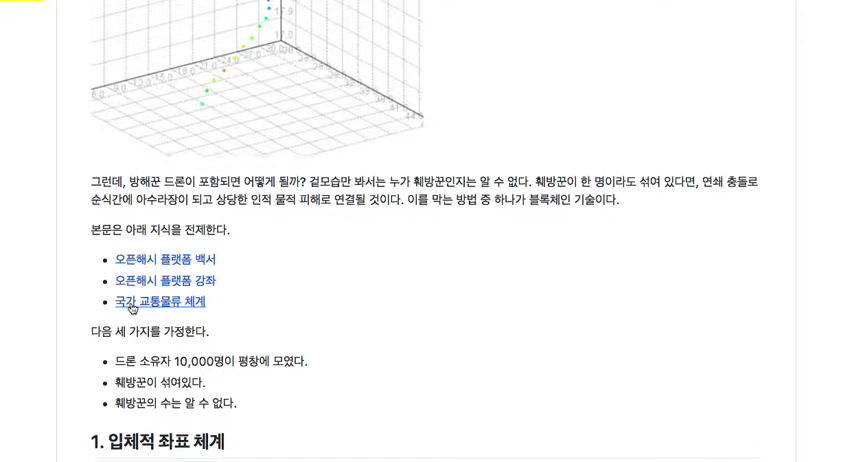 17.9
17.0
그런데, 방해꾼 드론이 포함되면 어떻게 될까? 겉모습만 봐서는 누가 훼방꾼인지는 알 수 없다. 훼방꾼이 한 명이라도 섞여 있다면, 연쇄 충돌로
순식간에 아수라장이 되고 상당한 인적 물적 피해로 연결될 것이다. 이를 막는 방법 중 하나가 블록체인 기술이다.
본문은 아래 지식을 전제한다.
• 오픈해시 플랫폼 백서
• 오픈해시 플랫폼 강좌
• 국가 교통물류 체계
다음 세 가지를 가정한다.
• 드론 소유자 10,000명이 평창에 모였다.
• 훼방꾼이 섞여있다.
• 훼방꾼의 수는 알 수 없다.
1. 입체적 좌표 체계